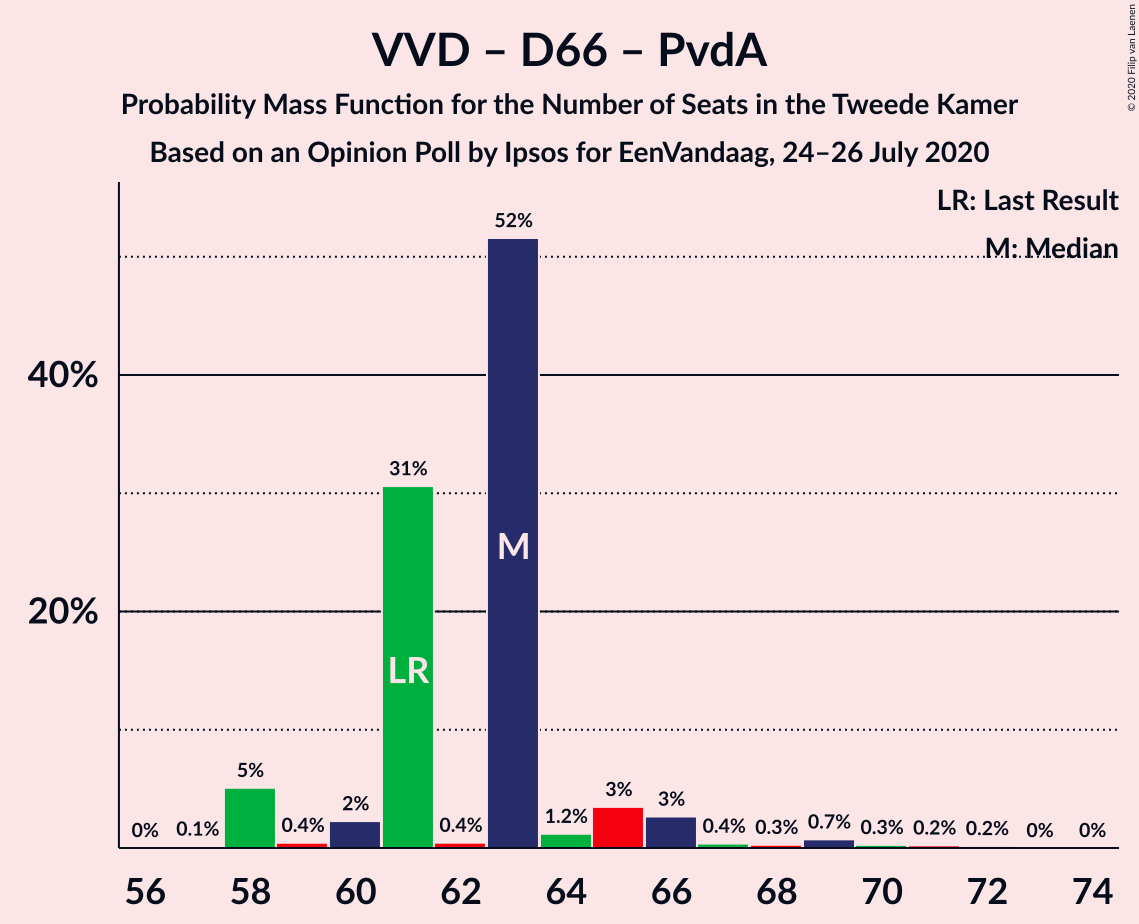 VVD – D66 – PvdA
Probability Mass Function for the Number of Seats in the Tweede Kamer
Based on an Opinion Poll by Ipsos for EenVandaag, 24–26 July 2020
© 2020 Filip van Laenen
LR: Last Result
M: Median
40%
20%
0% 0.1% 5% 0.4% 2% 31% 0.4% 52% 1.2% 3% 3% 0.4% 0.3% 0.7% 0.3% 0.2% 0.2% 0% 0%
LR
M
56 58 60 62 64 66 68 70 72 74